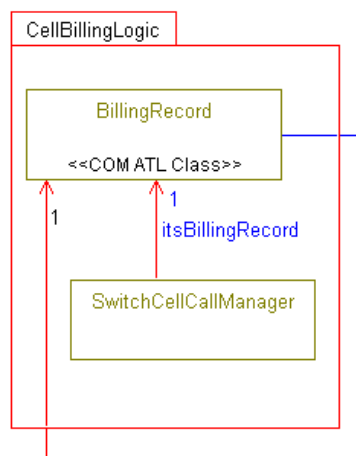 CellBillingLogic
BillingRecord
<<COM ATL Class>>
1
1
itsBillingRecord
SwitchCellCallManager